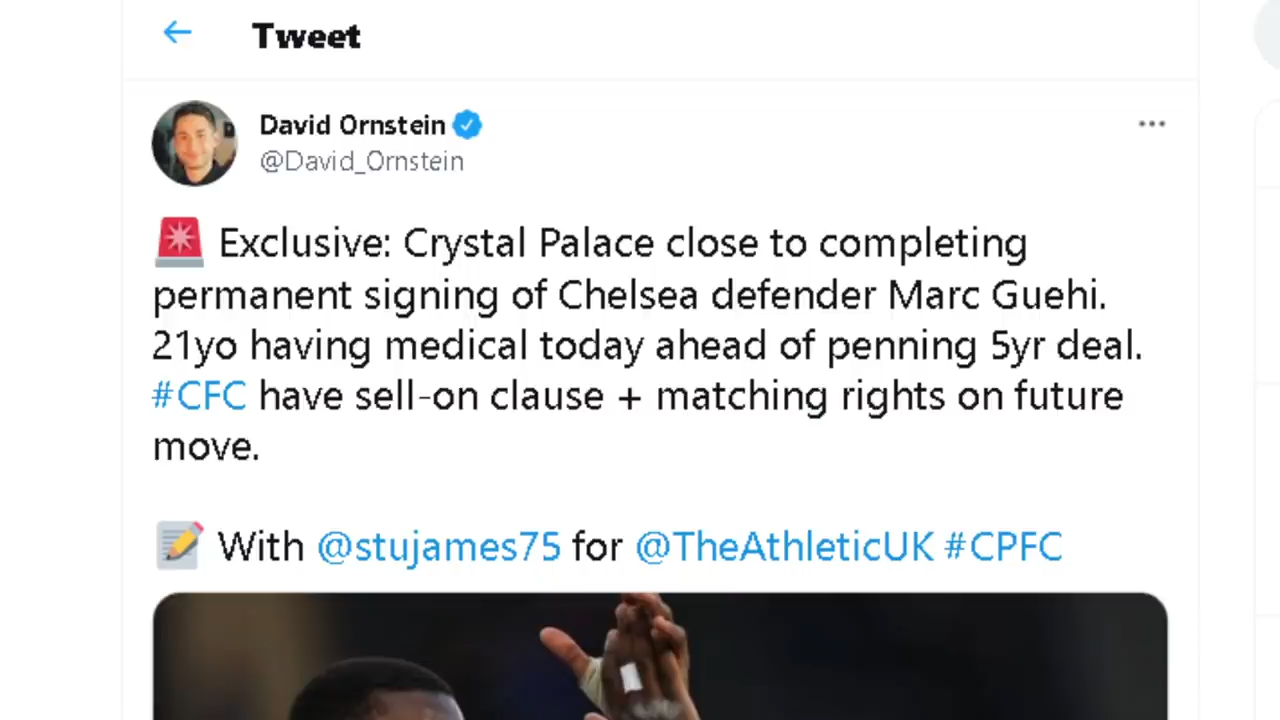 Tweet
David Ornstein
@David_Ornstein
Exclusive: Crystal Palace close to completing
permanent signing of Chelsea defender Marc Guehi.
21yo having medical today ahead of penning 5yr deal.
#CFC have sell-on clause + matching rights on future
move.
With @stujames75 for @TheAthleticUK #CPFC